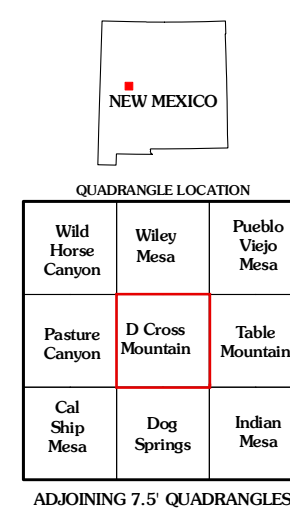 NEW MEXICO
QUADRANGLE LOCATION
Wild
Horse
Canyon
Wiley
Mesa
Pueblo
Viejo
Mesa
Pasture
Canyon
D Cross
Mountain
Table
Mountain
Cal
Ship
Mesa
Dog
Springs
Indian
Mesa
ADJOINING 7.5' QUADRANGLES